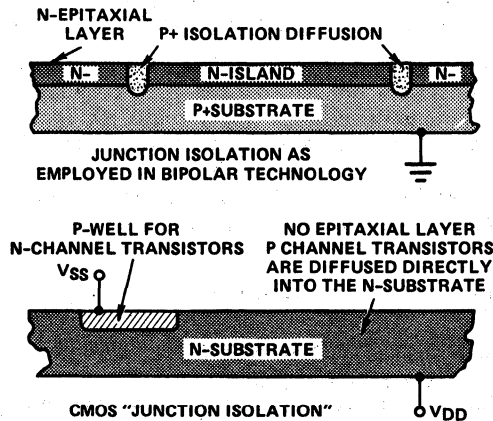 N-EPITAXIAL
LAYER
P+ ISOLATION DIFFUSION
N-
N-ISLAND
N-
P+SUBSTRATE
JUNCTION ISOLATION AS
EMPLOYED IN BIPOLAR TECHNOLOGY
P-WELL FOR
N-CHANNEL TRANSISTORS
VSS
NO EPITAXIAL LAYER
P CHANNEL TRANSISTORS
ARE DIFFUSED DIRECTLY
INTO THE N-SUBSTRATE
N-SUBSTRATE
CMOS "JUNCTION ISOLATION"
VDD